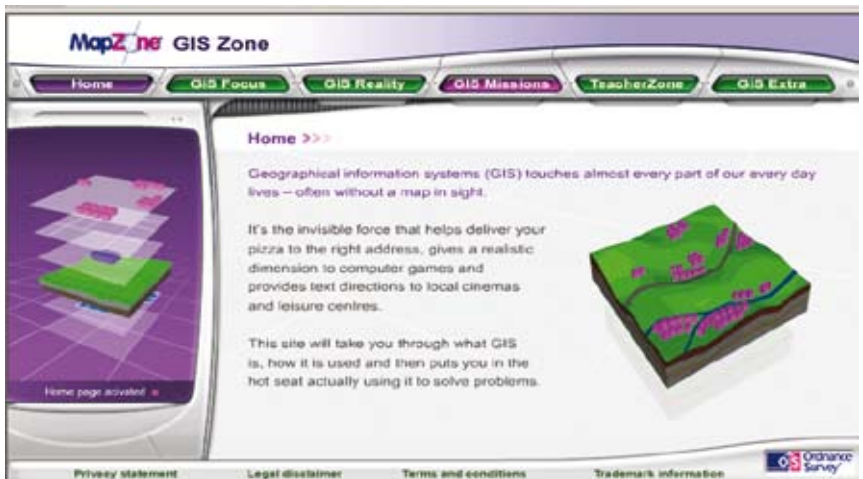 MapZone GIS Zone
Home GIS Focus GIS Reality GIS Missions TeacherZone GIS Extra
Home >>>
Geographical information systems (GIS) touches almost every part of our every day
lives – often without a map in sight.
It's the invisible force that helps deliver your
pizza to the right address, gives a realistic
dimension to computer games and
provides text directions to local cinemas
and leisure centres.
This site will take you through what GIS
is, how it is used and then puts you in the
hot seat actually using it to solve problems.
Home page activated
Privacy statement Legal disclaimer Terms and conditions Trademark information
Ordnance
Survey